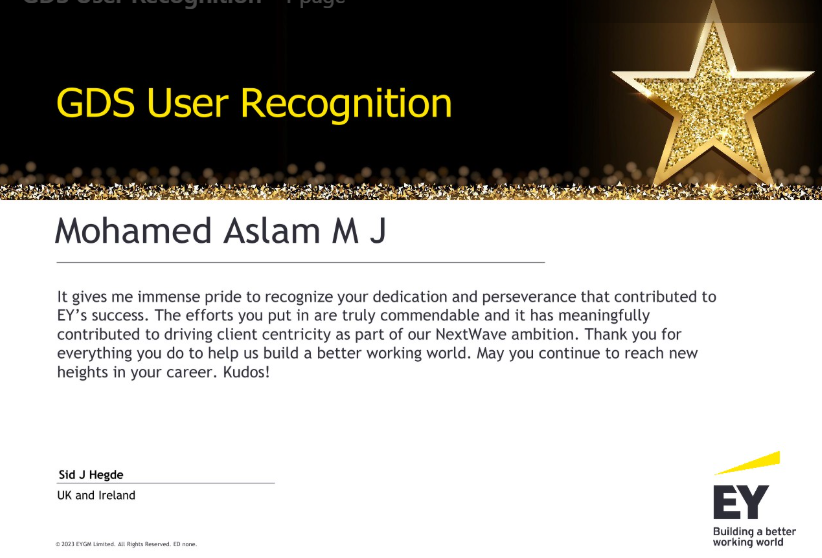 GDS User Recognition - 1 page
GDS User Recognition
Mohamed Aslam M J
It gives me immense pride to recognize your dedication and perseverance that contributed to
EY’s success. The efforts you put in are truly commendable and it has meaningfully
contributed to driving client centricity as part of our NextWave ambition. Thank you for
everything you do to help us build a better working world. May you continue to reach new
heights in your career. Kudos!
Sid J Hegde
UK and Ireland
EY
Building a better
working world
© 2023 EYGM Limited. All Rights Reserved. ED none.